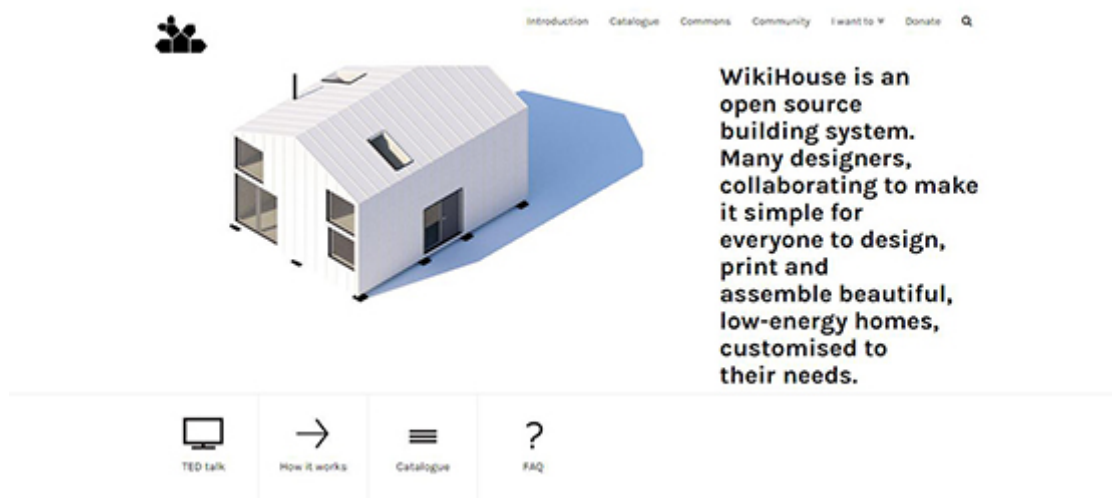 Introduction Catalogue Commons Community I want to Donate
WikiHouse is an
open source
building system.
Many designers,
collaborating to make
it simple for
everyone to design,
print and
assemble beautiful,
low-energy homes,
customised to
their needs.
?
TED talk How it works Catalogue FAQ